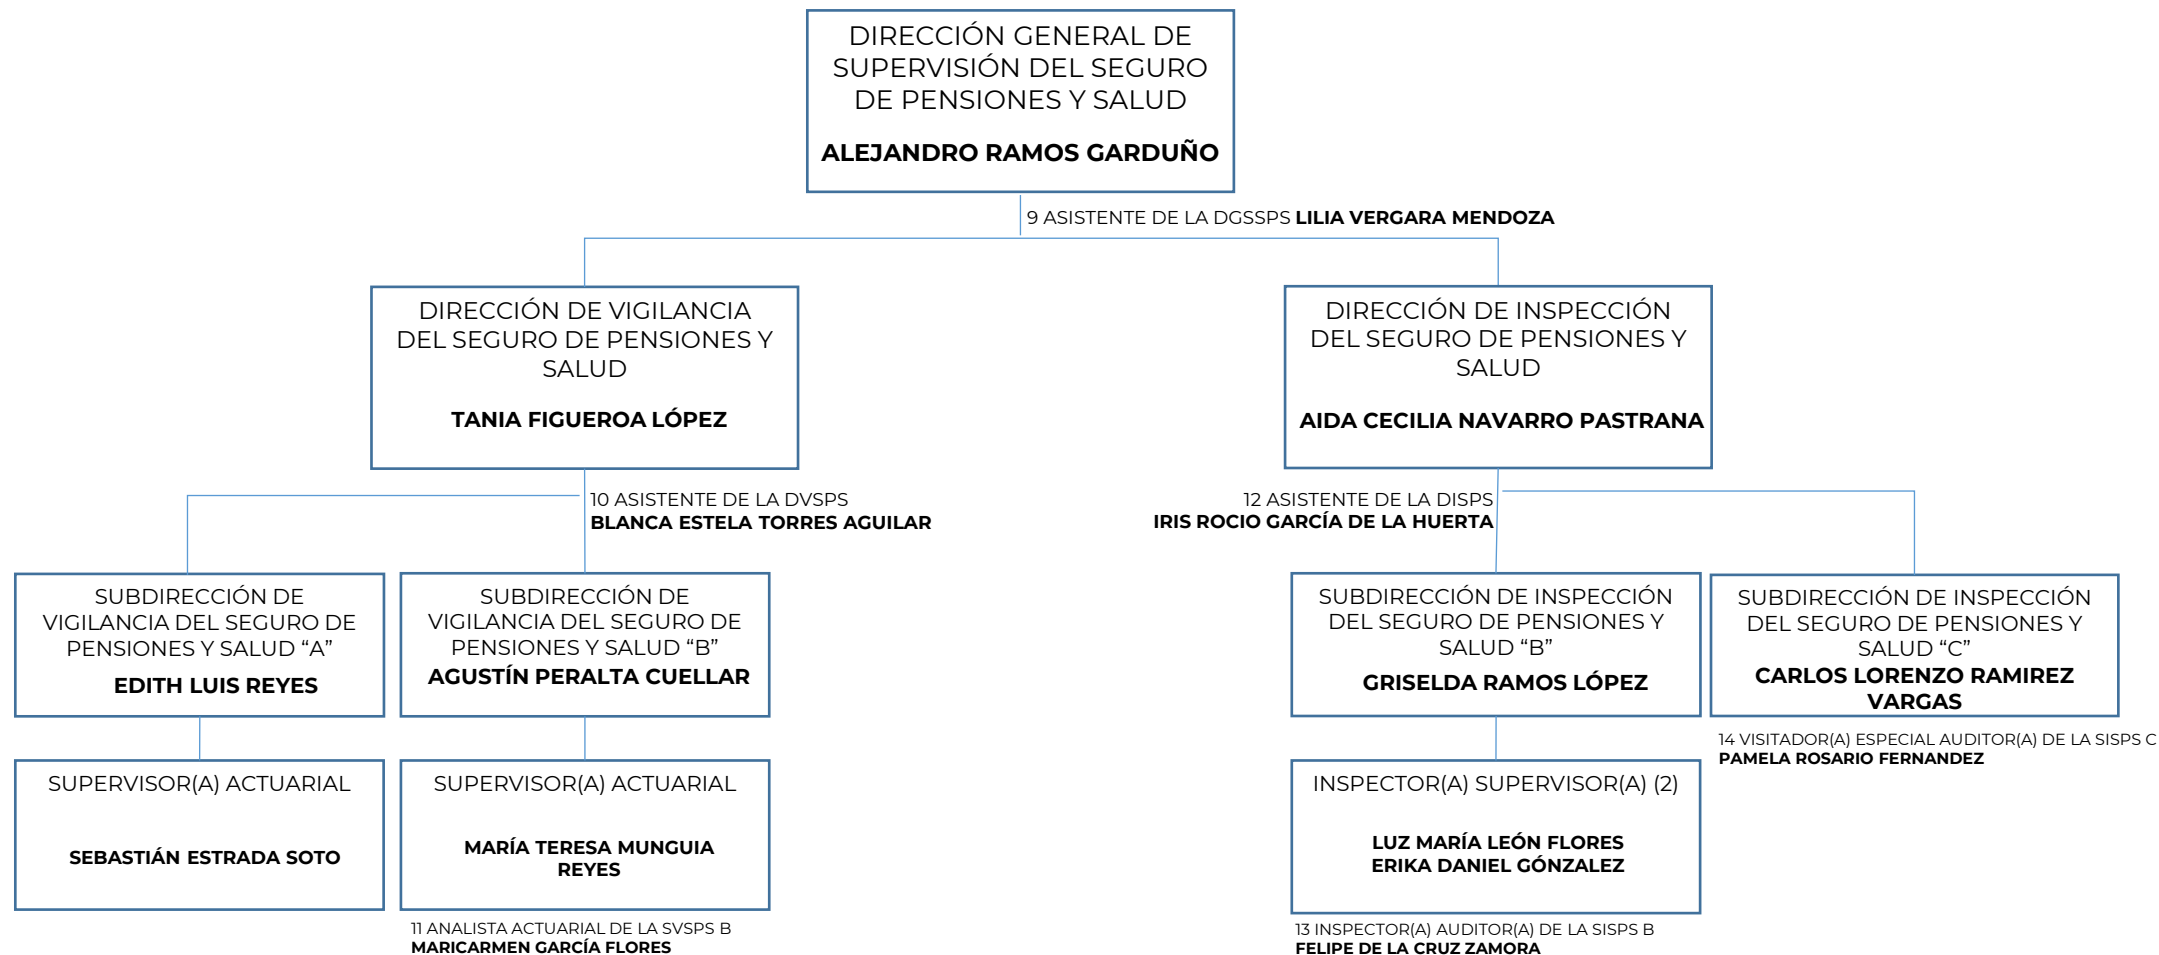 DIRECCIÓN GENERAL DE
SUPERVISIÓN DEL SEGURO
DE PENSIONES Y SALUD
ALEJANDRO RAMOS GARDUÑO
9 ASISTENTE DE LA DGSSPS LILIA VERGARA MENDOZA
DIRECCIÓN DE VIGILANCIA
DEL SEGURO DE PENSIONES Y
SALUD
TANIA FIGUEROA LÓPEZ
DIRECCIÓN DE INSPECCIÓN
DEL SEGURO DE PENSIONES Y
SALUD
AIDA CECILIA NAVARRO PASTRANA
10 ASISTENTE DE LA DVSPS
BLANCA ESTELA TORRES AGUILAR
12 ASISTENTE DE LA DISPS
IRIS ROCIO GARCÍA DE LA HUERTA
SUBDIRECCIÓN DE
VIGILANCIA DEL SEGURO DE
PENSIONES Y SALUD “A”
EDITH LUIS REYES
SUBDIRECCIÓN DE
VIGILANCIA DEL SEGURO DE
PENSIONES Y SALUD “B”
AGUSTÍN PERALTA CUELLAR
SUBDIRECCIÓN DE INSPECCIÓN
DEL SEGURO DE PENSIONES Y
SALUD “B”
GRISELDA RAMOS LÓPEZ
SUBDIRECCIÓN DE INSPECCIÓN
DEL SEGURO DE PENSIONES Y
SALUD “C”
CARLOS LORENZO RAMIREZ
VARGAS
14 VISITADOR(A) ESPECIAL AUDITOR(A) DE LA SISPS C
PAMELA ROSARIO FERNANDEZ
SUPERVISOR(A) ACTUARIAL
SEBASTIÁN ESTRADA SOTO
SUPERVISOR(A) ACTUARIAL
MARÍA TERESA MUNGUIA
REYES
INSPECTOR(A) SUPERVISOR(A) (2)
LUZ MARÍA LEÓN FLORES
ERIKA DANIEL GÓNZALEZ
11 ANALISTA ACTUARIAL DE LA SVSPS B
MARICARMEN GARCÍA FLORES
13 INSPECTOR(A) AUDITOR(A) DE LA SISPS B
FELIPE DE LA CRUZ ZAMORA